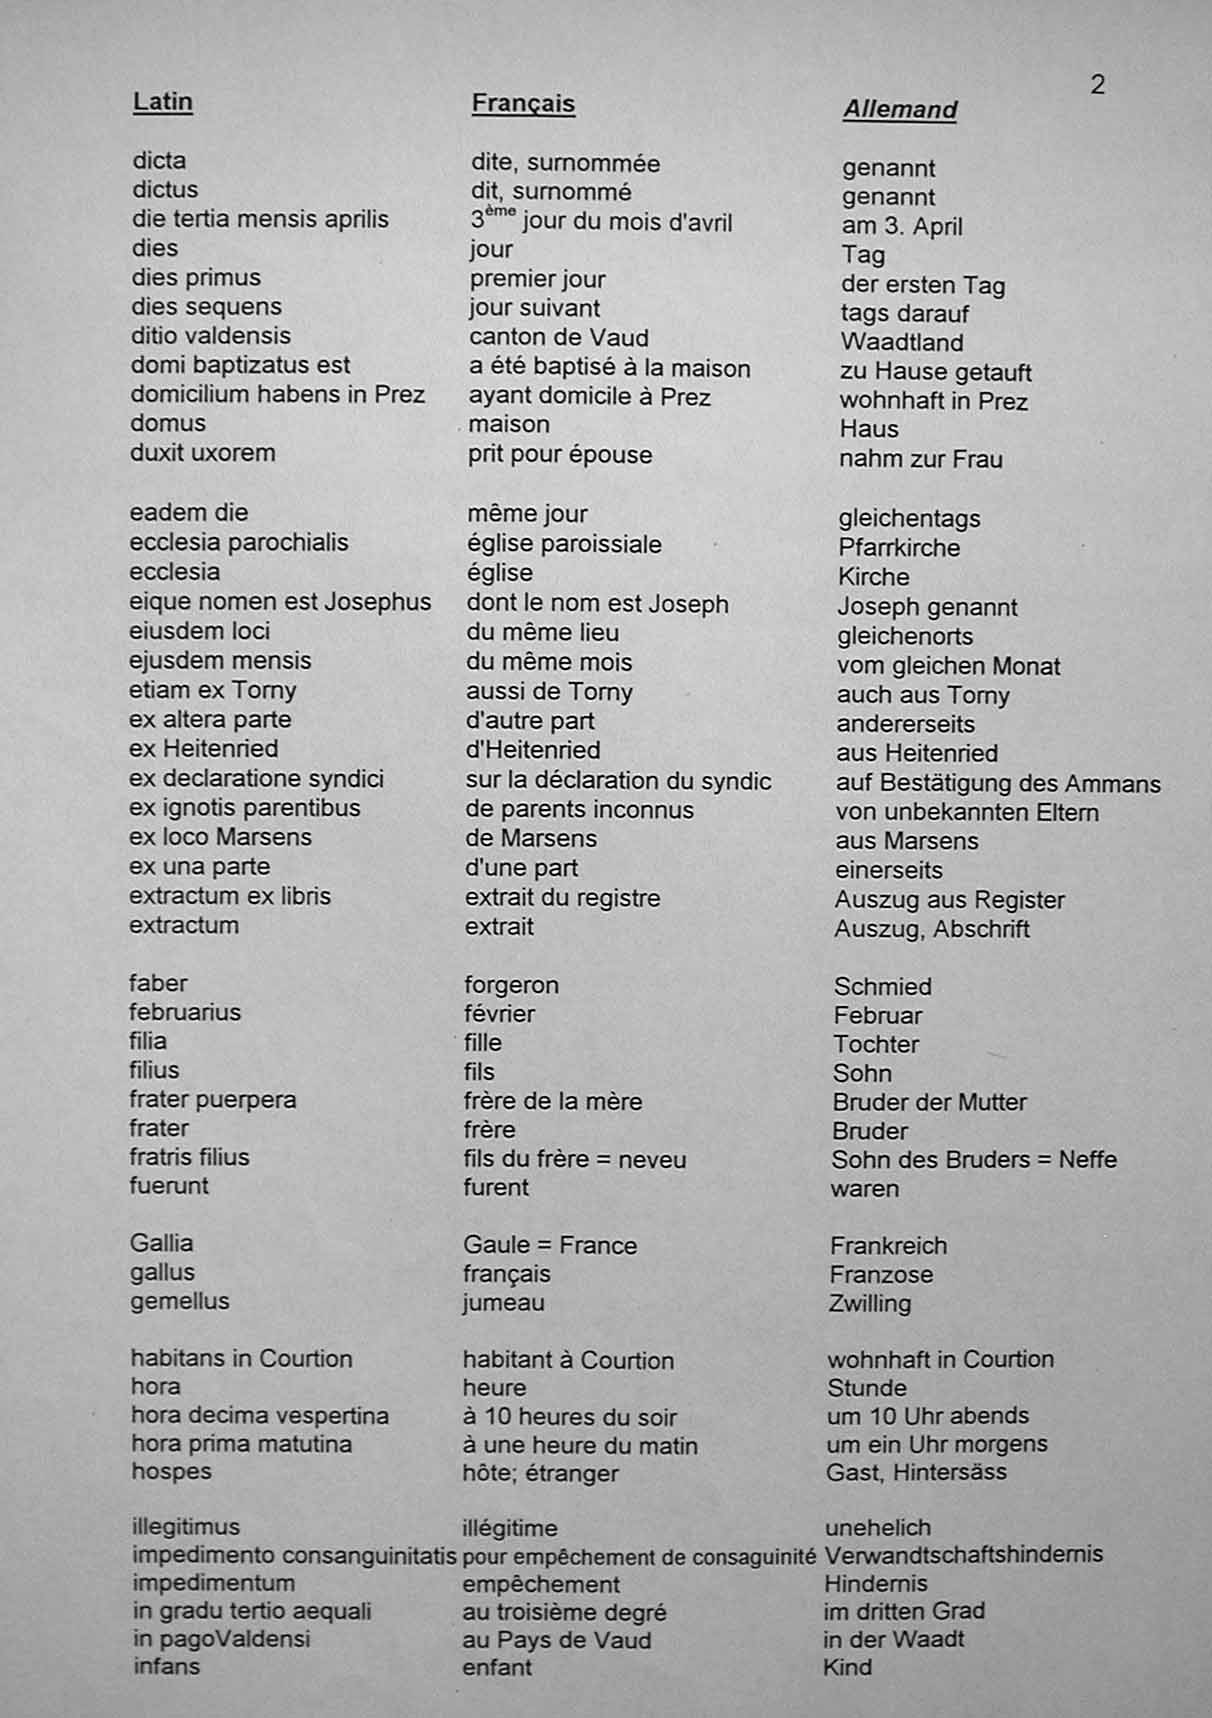 2
Latin Français Allemand
dicta dite, surnommée genannt
dictus dit, surnommé genannt
die tertia mensis aprilis 3ème jour du mois d'avril am 3. April
dies jour Tag
dies primus premier jour der ersten Tag
dies sequens jour suivant tags darauf
ditio valdensis canton de Vaud Waadtland
domi baptizatus est a été baptisé à la maison zu Hause getauft
domicilium habens in Prez ayant domicile à Prez wohnhaft in Prez
domus maison Haus
duxit uxorem prit pour épouse nahm zur Frau
eadem die même jour gleichentags
ecclesia parochialis église paroissiale Pfarrkirche
ecclesia église Kirche
eique nomen est Josephus dont le nom est Joseph Joseph genannt
eiusdem loci du même lieu gleichenorts
ejusdem mensis du même mois vom gleichen Monat
etiam ex Torny aussi de Torny auch aus Torny
ex altera parte d'autre part andererseits
ex Heitenried d'Heitenried aus Heitenried
ex declaratione syndici sur la déclaration du syndic auf Bestätigung des Ammans
ex ignotis parentibus de parents inconnus von unbekannten Eltern
ex loco Marsens de Marsens aus Marsens
ex una parte d'une part einerseits
extractum ex libris extrait du registre Auszug aus Register
extractum extrait Auszug, Abschrift
faber forgeron Schmied
februarius février Februar
filia fille Tochter
filius fils Sohn
frater puerpera frère de la mère Bruder der Mutter
frater frère Bruder
fratris filius fils du frère = neveu Sohn des Bruders = Neffe
fuerunt furent waren
Gallia Gaule = France Frankreich
gallus français Franzose
gemellus jumeau Zwilling
habitans in Courtion habitant à Courtion wohnhaft in Courtion
hora heure Stunde
hora decima vespertina à 10 heures du soir um 10 Uhr abends
hora prima matutina à une heure du matin um ein Uhr morgens
hospes hôte; étranger Gast, Hintersäss
illegitimus illégitime unehelich
impedimento consanguinitatis pour empêchement de consaguinité Verwandtschaftshindernis
impedimentum empêchement Hindernis
in gradu tertio aequali au troisième degré im dritten Grad
in pagoValdensi au Pays de Vaud in der Waadt
infans enfant Kind